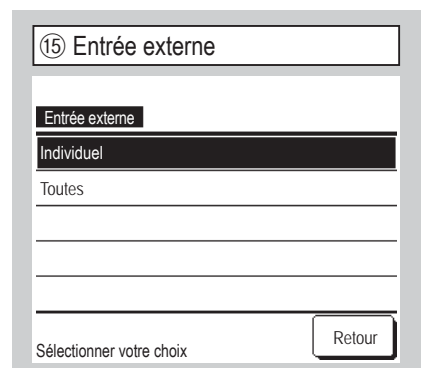 ⑮ Entrée externe
Entrée externe
Individuel
Toutes
Sélectionner votre choix
Retour